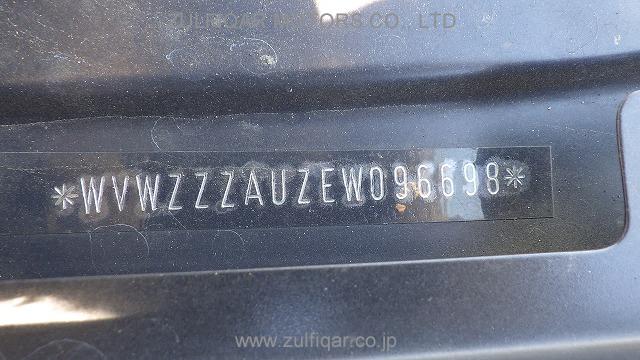 ZULFIQAR MOTORS CO., LTD
*WVWZZZAUZEW096698*
www.zulfiqar.co.jp